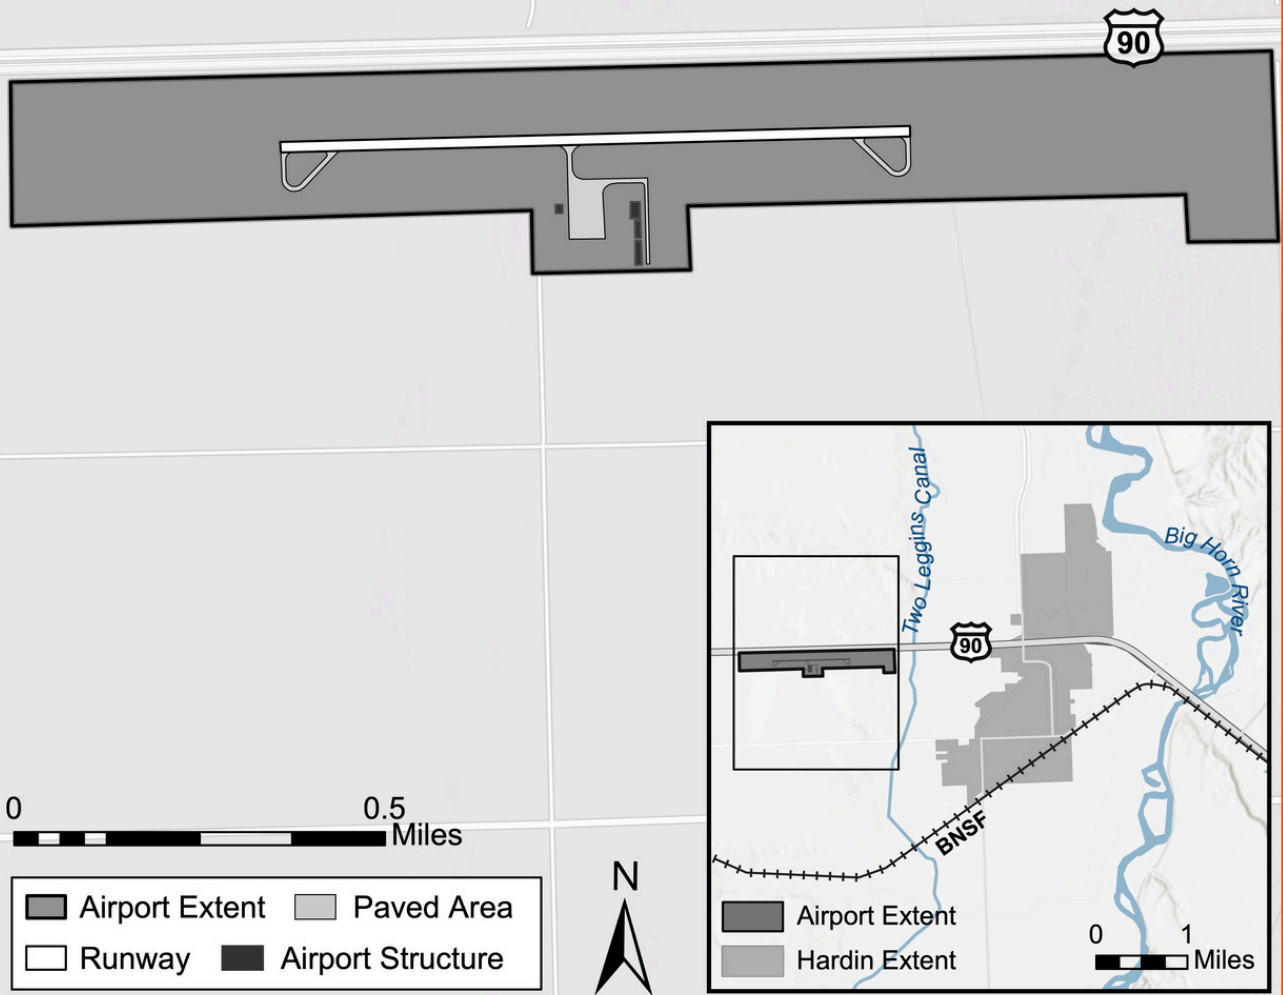 90
Two Leggins Canal
Big Horn River
90
BNSF
0 0.5
Miles
N
Airport Extent Paved Area
Runway Airport Structure
Airport Extent
Hardin Extent
0 1
Miles